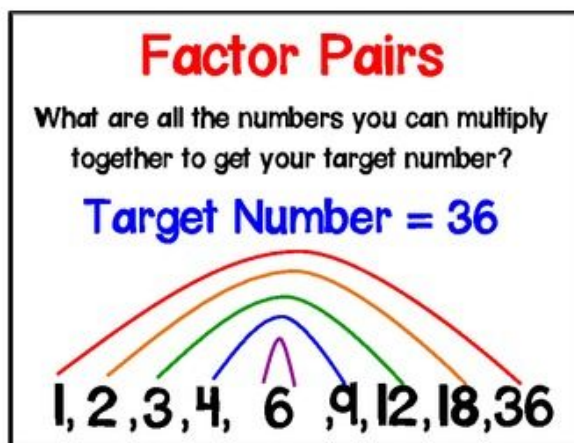 Factor Pairs
What are all the numbers you can multiply
together to get your target number?
Target Number = 36
1, 2 ,3, 4, 6 ,9, 12, 18, 36